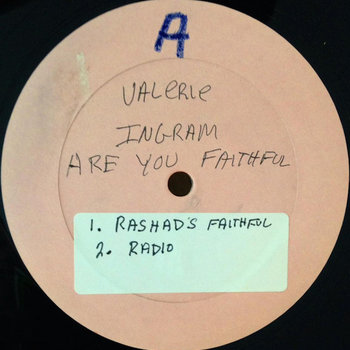 A
VALERIE
INGRAM
ARE YOU FAITHFUL
1. RASHAD'S FAITHFUL
2. RADIO